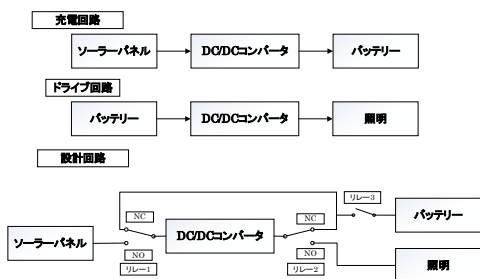 充電回路
ソーラーパネル DC/DCコンバータ バッテリー
ドライブ回路
バッテリー DC/DCコンバータ 照明
設計回路
リレー3
NC NC バッテリー
ソーラーパネル DC/DCコンバータ
NO NO 照明
リレー1 リレー2